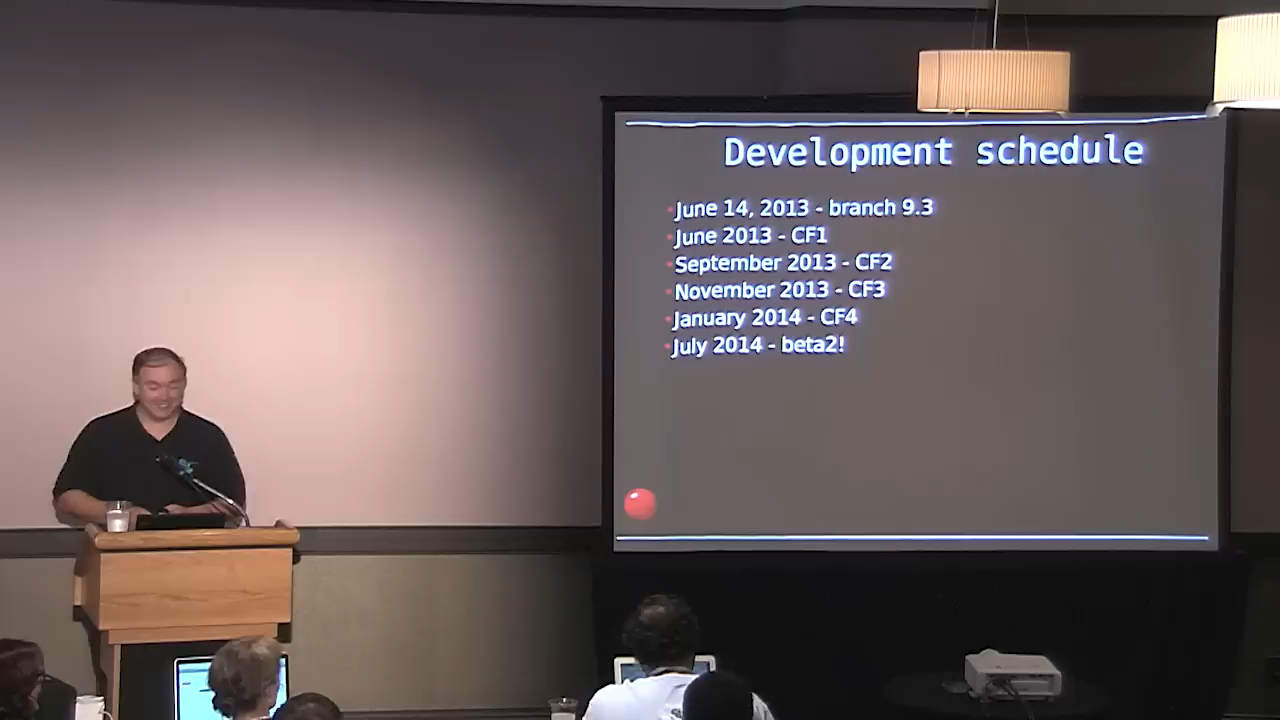 Development schedule
June 14, 2013 - branch 9.3
June 2013 - CF1
September 2013 - CF2
November 2013 - CF3
January 2014 - CF4
July 2014 - beta2!